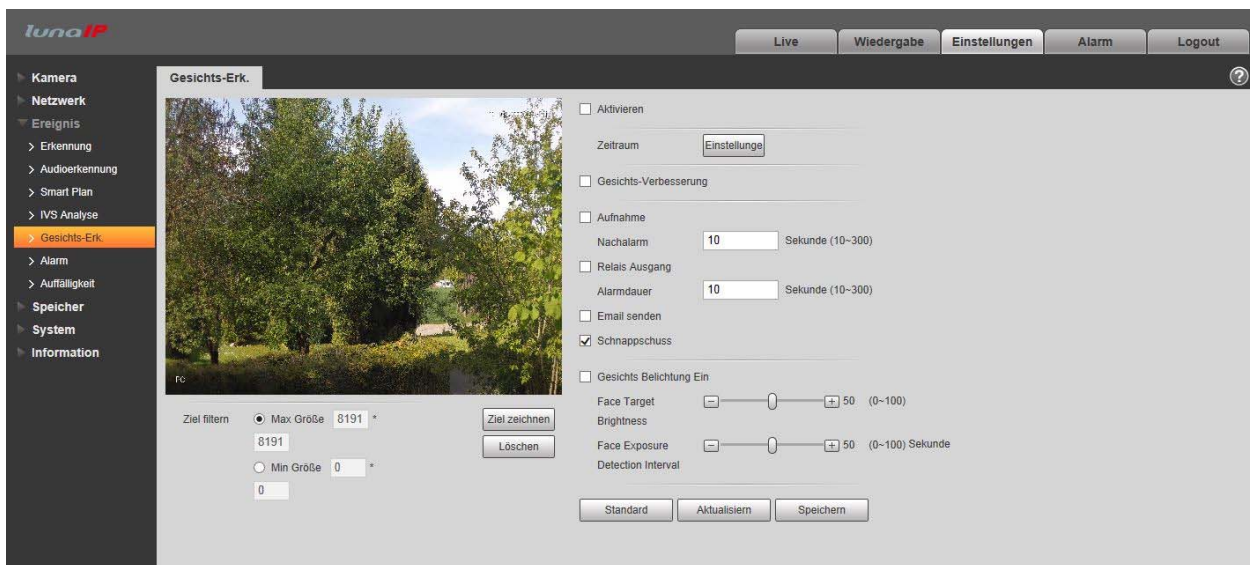 lunaIP
Live
Wiedergabe
Einstellungen
Alarm
Logout
Kamera
Netzwerk
Ereignis
> Erkennung
> Audioerkennung
> Smart Plan
> IVS Analyse
> Gesichts-Erk.
> Alarm
> Auffälligkeit
Speicher
System
Information
Gesichts-Erk.
?
PC
Ziel filtern
Max Größe 8191 *
8191
Min Größe 0 *
0
Ziel zeichnen
Löschen
Aktivieren
Zeitraum Einstellunge
Gesichts-Verbesserung
Aufnahme
Nachalarm 10 Sekunde (10~300)
Relais Ausgang
Alarmdauer 10 Sekunde (10~300)
Email senden
Schnappschuss
Gesichts Belichtung Ein
Face Target - + 50 (0~100)
Brightness
Face Exposure - + 50 (0~100) Sekunde
Detection Interval
Standard
Aktualisiern
Speichern